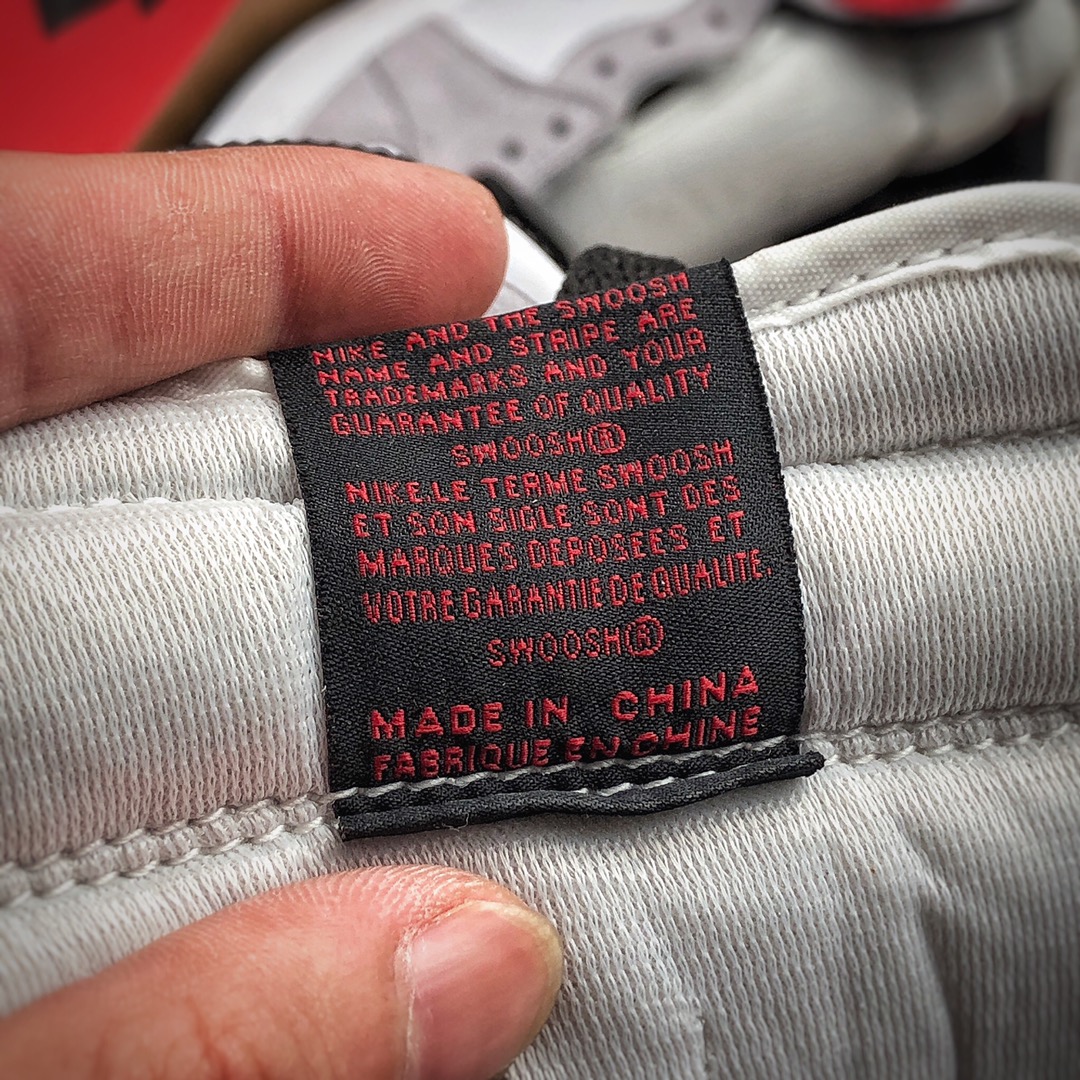 NIKE AND THE SWOOSH
NAME AND STRIPE ARE
TRADEMARKS AND YOUR
GUARANTEE OF QUALITY
SWOOSH®
NIKE.LE TERME SWOOSH
ET SON SIGLE SONT DES
MARQUES DEPOSEES ET
VOTRE GARANTIE DE QUALITE.
SWOOSH®
MADE IN CHINA
FABRIQUE EN CHINE